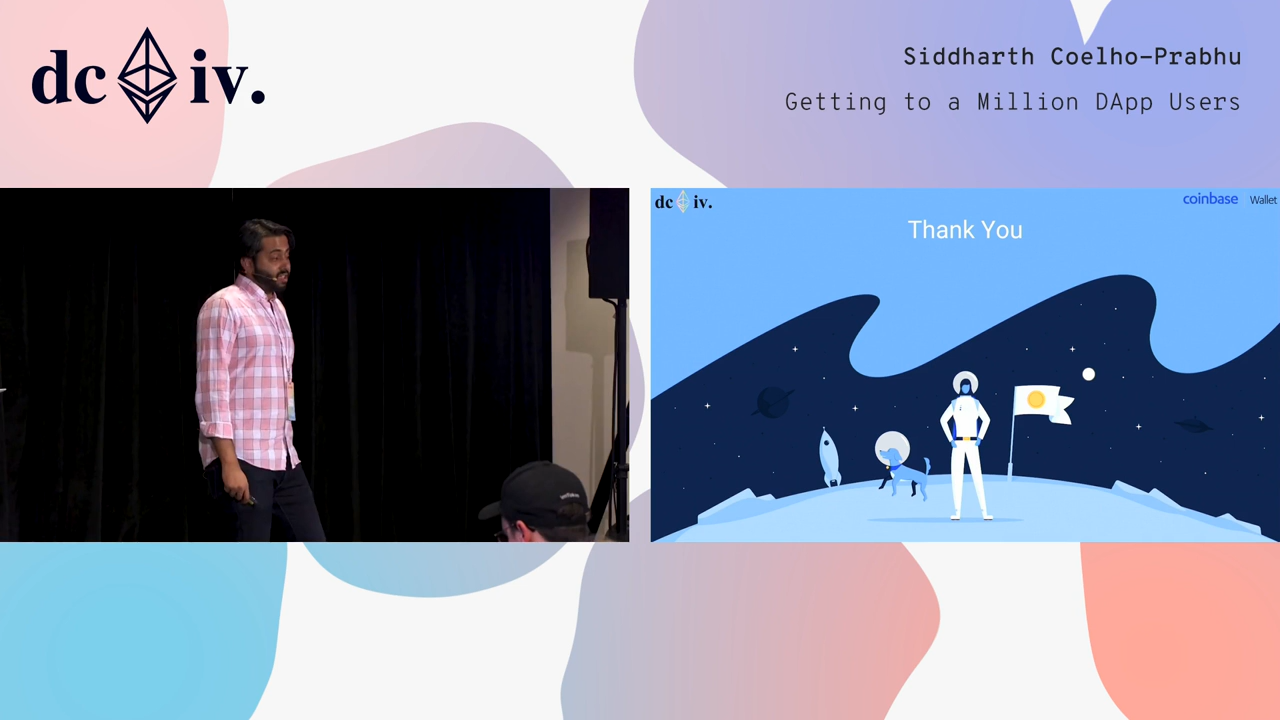 dc iv.
Siddharth Coelho-Prabhu
Getting to a Million DApp Users
dc iv.
coinbase Wallet
Thank You